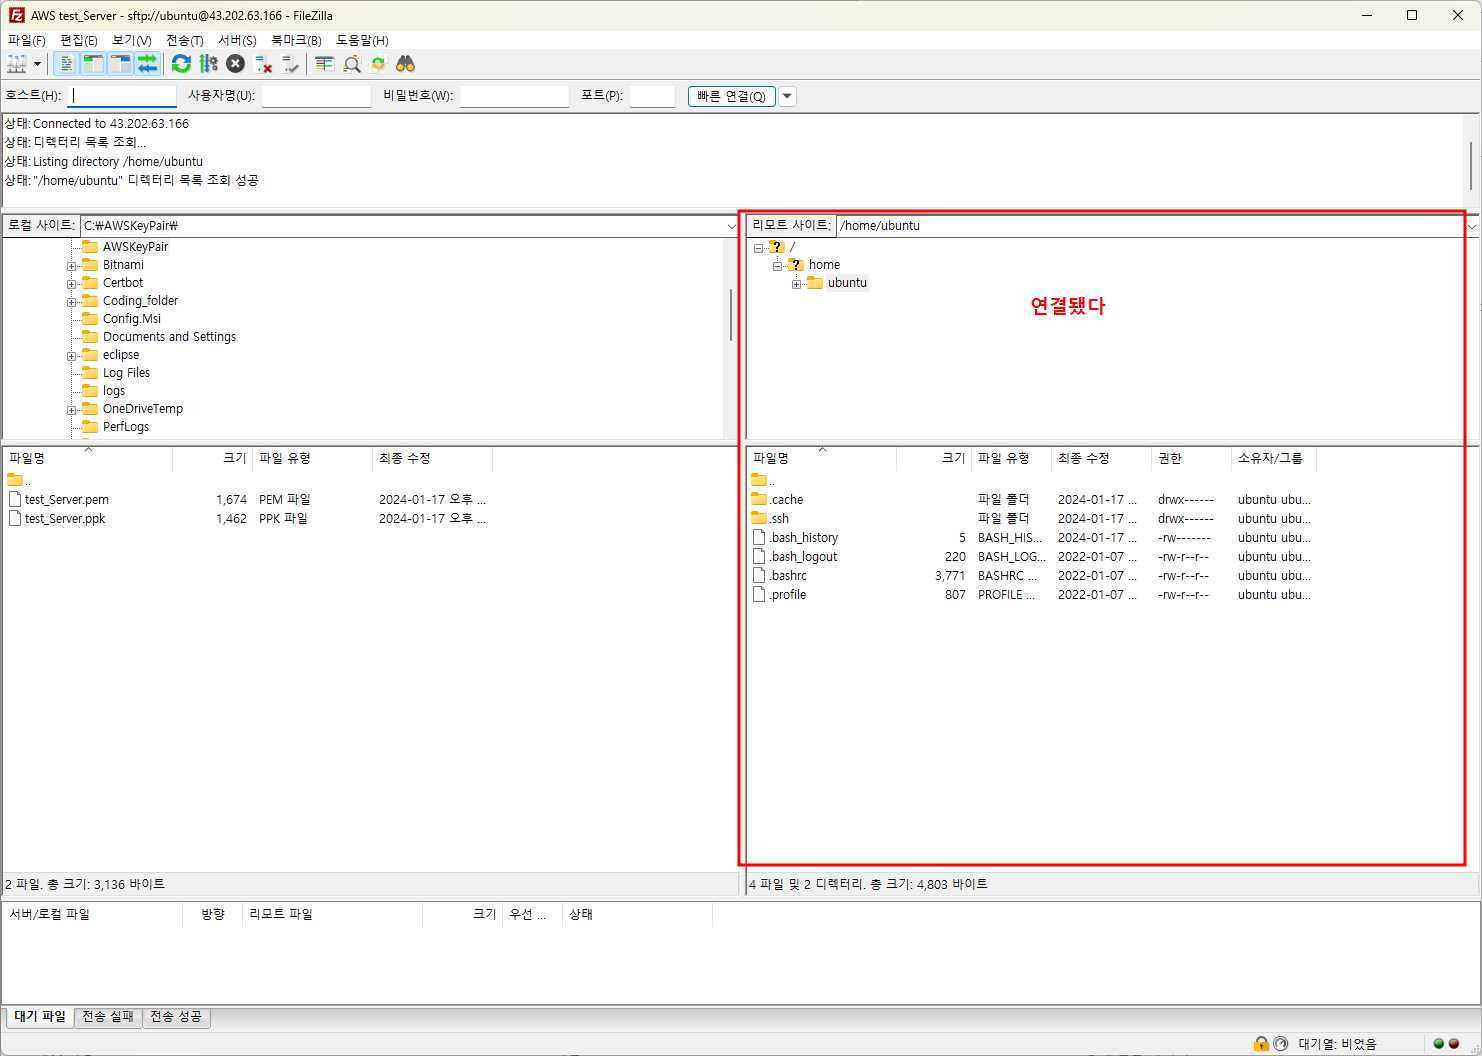 AWS test_Server - sftp://ubuntu@43.202.63.166 - FileZilla
파일(F) 편집(E) 보기(V) 전송(T) 서버(S) 북마크(B) 도움말(H)
호스트(H): 사용자명(U): 비밀번호(W): 포트(P): 빠른 연결(Q)
상태: Connected to 43.202.63.166
상태: 디렉터리 목록 조회...
상태: Listing directory /home/ubuntu
상태: "/home/ubuntu" 디렉터리 목록 조회 성공
로컬 사이트: C:₩AWSKeyPair₩
AWSKeyPair
Bitnami
Certbot
Coding_folder
Config.Msi
Documents and Settings
eclipse
Log Files
logs
OneDriveTemp
PerfLogs
리모트 사이트: /home/ubuntu
/
home
ubuntu
연결됐다
파일명 크기 파일 유형 최종 수정
..
test_Server.pem 1,674 PEM 파일 2024-01-17 오후 ...
test_Server.ppk 1,462 PPK 파일 2024-01-17 오후 ...
2 파일. 총 크기: 3,136 바이트
파일명 크기 파일 유형 최종 수정 권한 소유자/그룹
..
.cache 파일 폴더 2024-01-17 ... drwx------ ubuntu ubu...
.ssh 파일 폴더 2024-01-17 ... drwx------ ubuntu ubu...
.bash_history 5 BASH_HIS... 2024-01-17 ... -rw------- ubuntu ubu...
.bash_logout 220 BASH_LOG... 2022-01-07 ... -rw-r--r-- ubuntu ubu...
.bashrc 3,771 BASHRC ... 2022-01-07 ... -rw-r--r-- ubuntu ubu...
.profile 807 PROFILE ... 2022-01-07 ... -rw-r--r-- ubuntu ubu...
4 파일 및 2 디렉터리. 총 크기: 4,803 바이트
서버/로컬 파일 방향 리모트 파일 크기 우선 ... 상태
대기 파일 전송 실패 전송 성공
대기열: 비었음